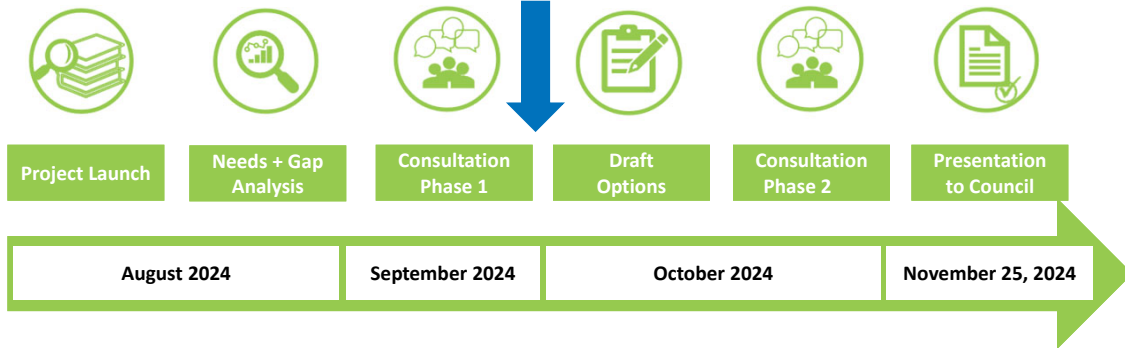 Project Launch
Needs + Gap
Analysis
Consultation
Phase 1
Draft
Options
Consultation
Phase 2
Presentation
to Council
August 2024
September 2024
October 2024
November 25, 2024